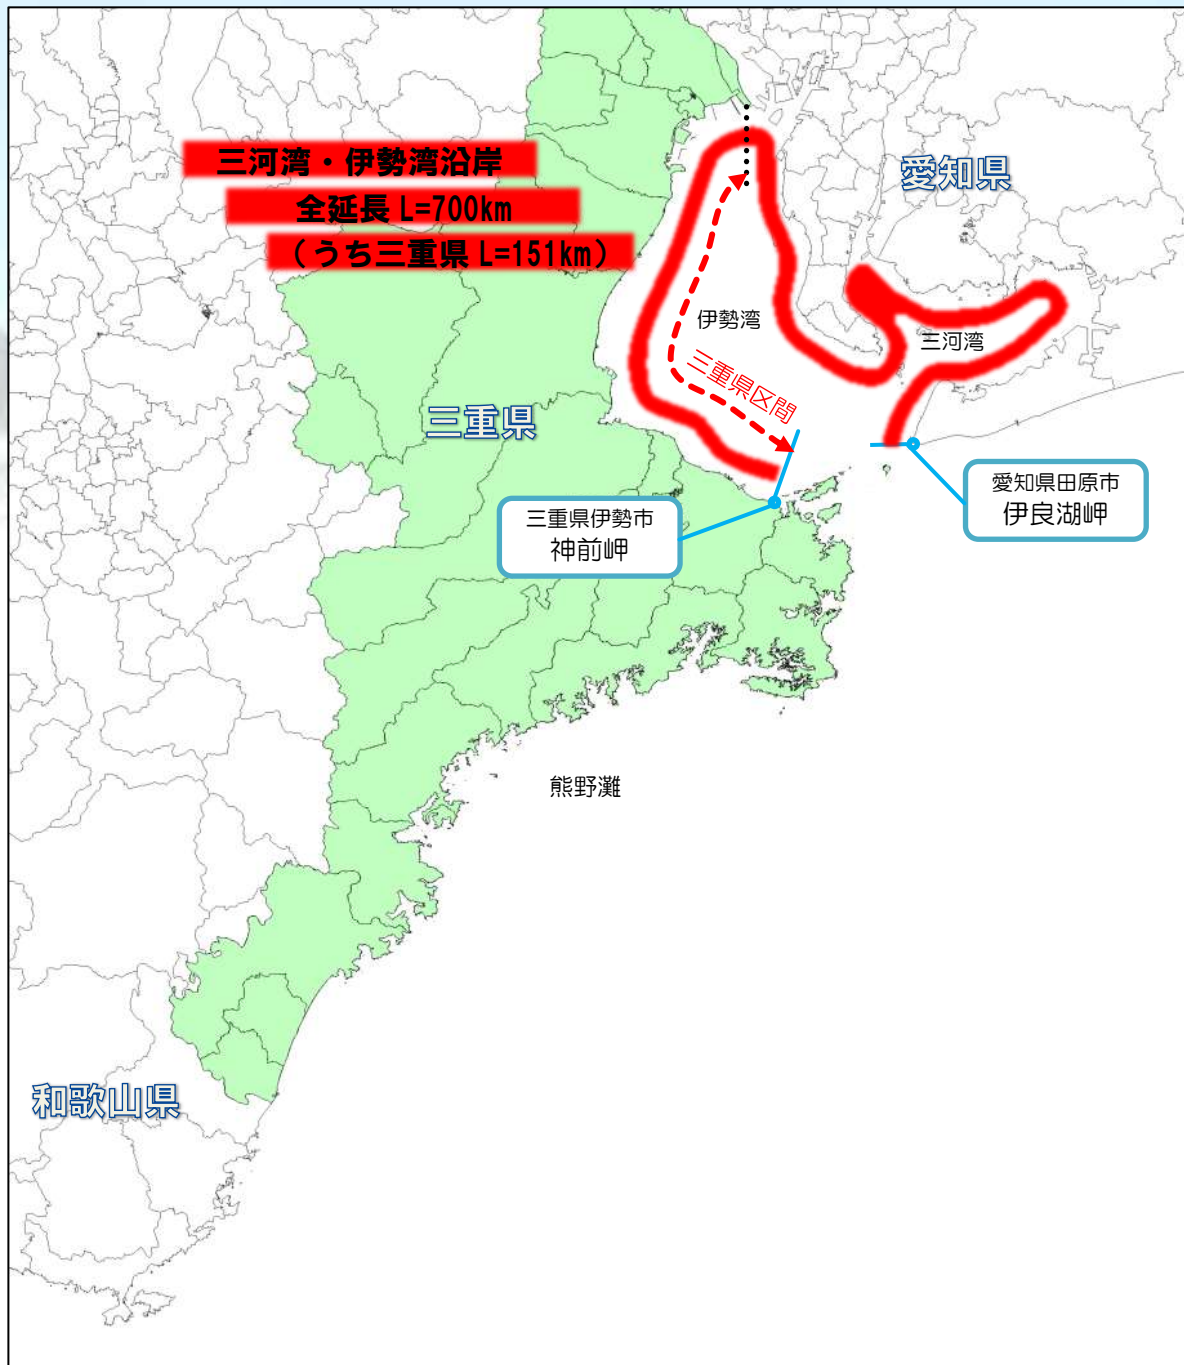 三河湾・伊勢湾沿岸
全延長 L=700km
（うち三重県 L=151km）
愛知県
伊勢湾
三河湾
三重県区間
三重県
愛知県田原市
伊良湖岬
三重県伊勢市
神前岬
熊野灘
和歌山県